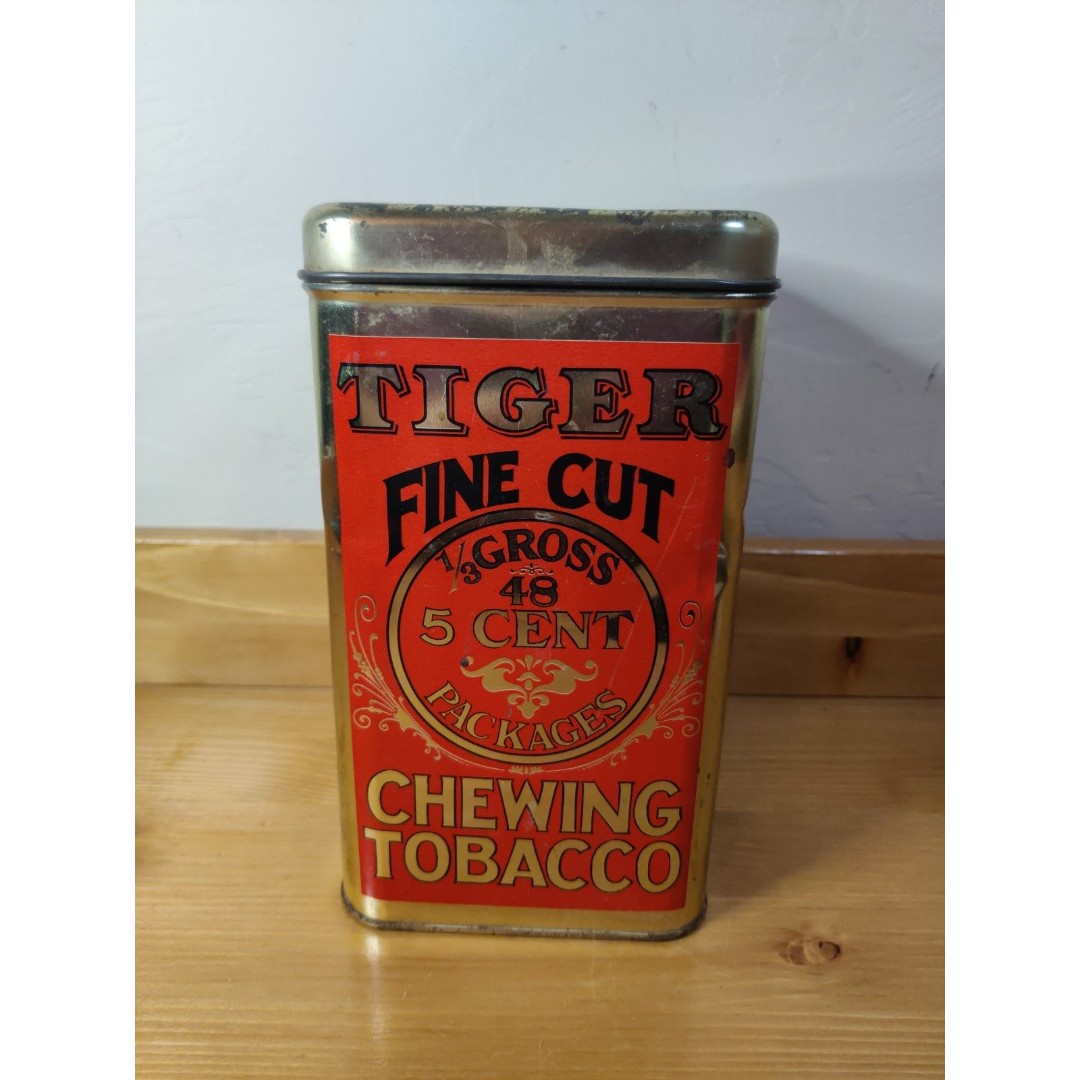 TIGER
FINE CUT
1/3 GROSS
48
5 CENT
PACKAGES
CHEWING
TOBACCO